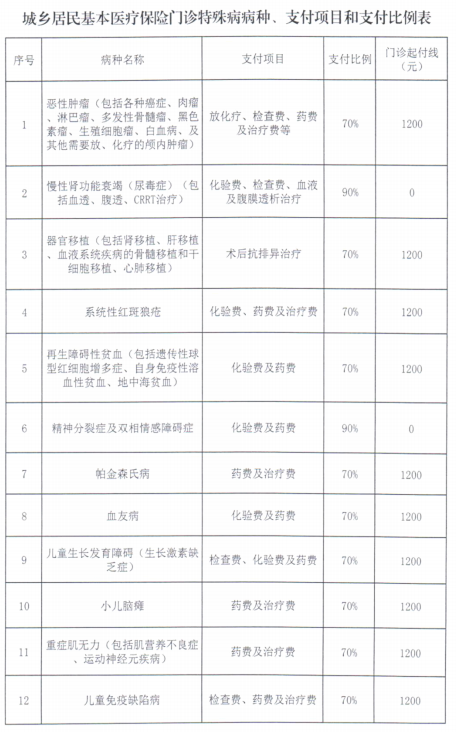 城乡居民基本医疗保险门诊特殊病病种、支付项目和支付比例表
序号 病种名称 支付项目 支付比例 门诊起付线
（元）
1 恶性肿瘤（包括各种癌症、肉瘤
、淋巴瘤、多发性骨髓瘤、黑色
素瘤、生殖细胞瘤、白血病、及
其他需要放、化疗的颅内肿瘤） 放化疗、检查费、药费
及治疗费等 70% 1200
2 慢性肾功能衰竭（尿毒症）（包
括血透、腹透、CRRT治疗） 化验费、检查费、血液
及腹膜透析治疗 90% 0
3 器官移植（包括肾移植、肝移植
、血液系统疾病的骨髓移植和干
细胞移植、心肺移植） 术后抗排异治疗 70% 1200
4 系统性红斑狼疮 化验费、药费及治疗费 70% 1200
5 再生障碍性贫血（包括遗传性球
型红细胞增多症、自身免疫性溶
血性贫血、地中海贫血） 化验费及药费 70% 1200
6 精神分裂症及双相情感障碍症 化验费及药费 90% 0
7 帕金森氏病 药费及治疗费 70% 1200
8 血友病 化验费及药费 70% 1200
9 儿童生长发育障碍（生长激素缺
乏症） 检查费、化验费及药费 70% 1200
10 小儿脑瘫 药费及治疗费 70% 1200
11 重症肌无力（包括肌营养不良症
、运动神经元疾病） 药费及治疗费 70% 1200
12 儿童免疫缺陷病 检查费、药费及治疗费 70% 1200